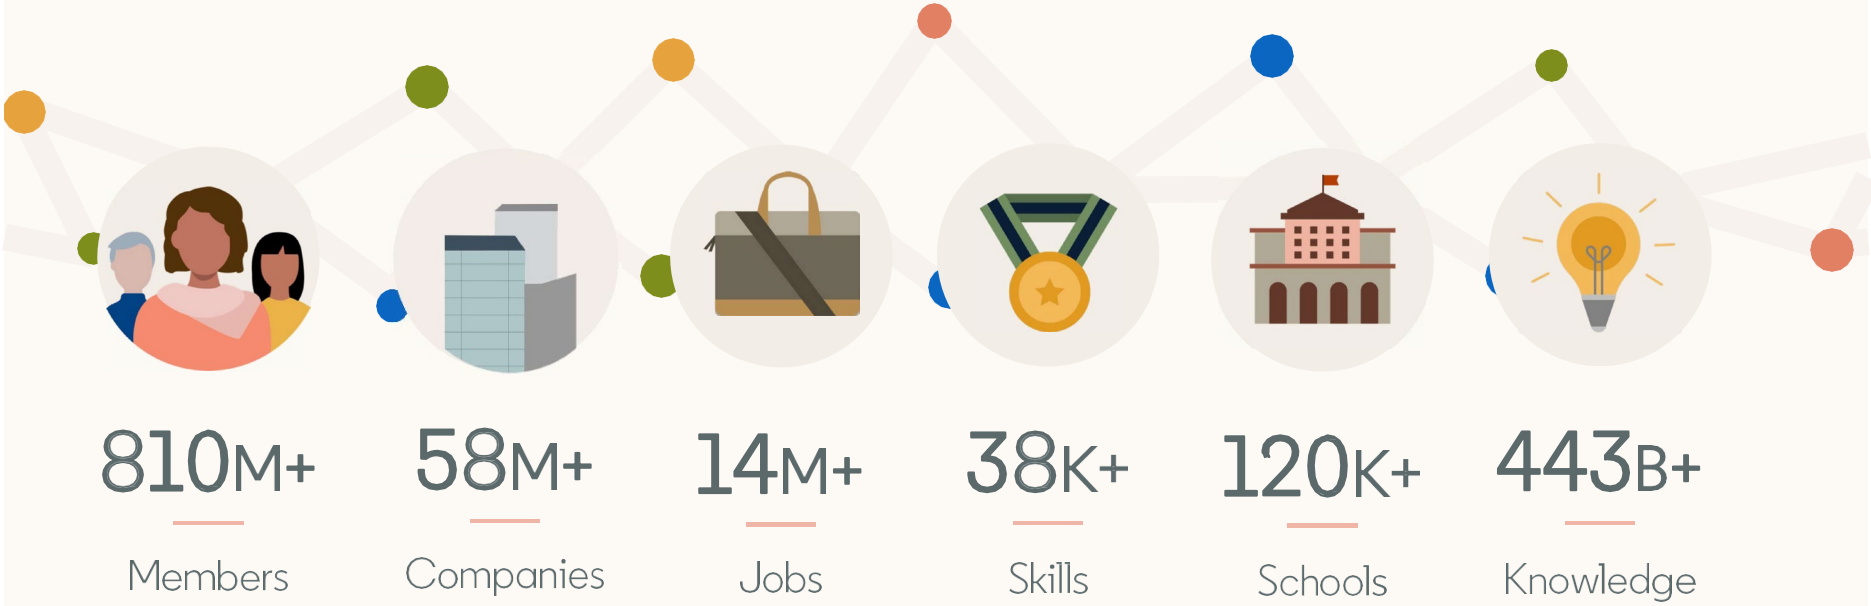 810M+ 58M+ 14M+ 38K+ 120K+ 443B+
Members Companies Jobs Skills Schools Knowledge